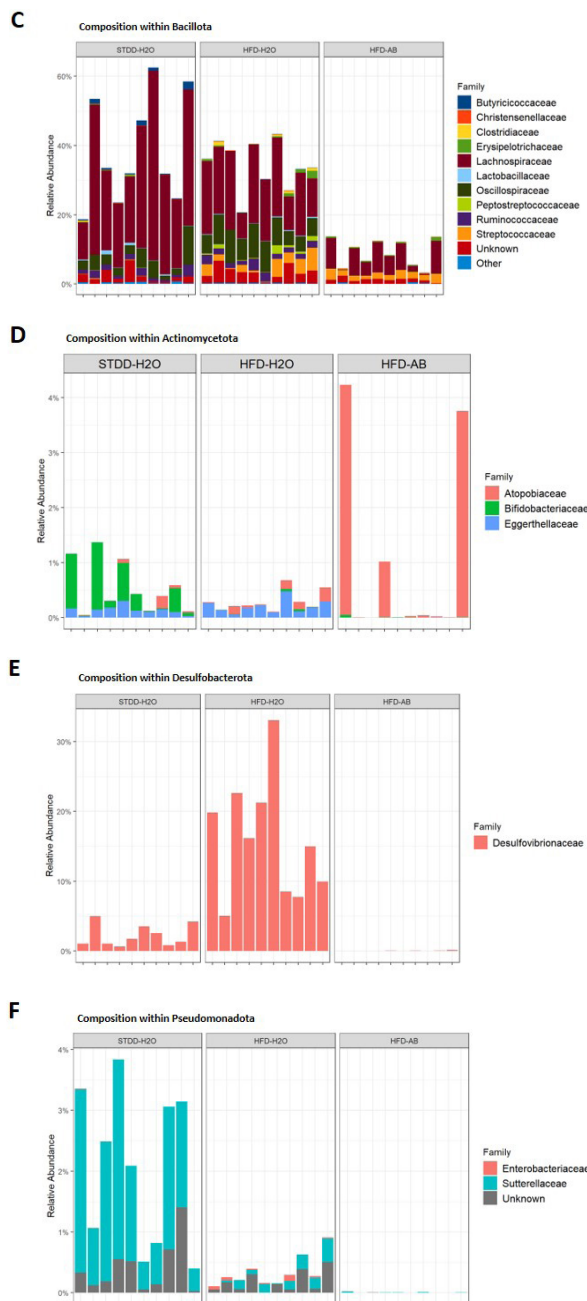 C
Composition within Bacillota
STDD-H2O HFD-H2O HFD-AB
Relative Abundance
60%
40%
20%
0%
Family
Butyricicoccaceae
Christensenellaceae
Clostridiaceae
Erysipelotrichaceae
Lachnospiraceae
Lactobacillaceae
Oscillospiraceae
Peptostreptococcaceae
Ruminococcaceae
Streptococcaceae
Unknown
Other
D
Composition within Actinomycetota
STDD-H2O HFD-H2O HFD-AB
Relative Abundance
4%
3%
2%
1%
0%
Family
Atopobiaceae
Bifidobacteriaceae
Eggerthellaceae
E
Composition within Desulfobacterota
STDD-H2O HFD-H2O HFD-AB
Relative Abundance
30%
20%
10%
0%
Family
Desulfovibrionaceae
F
Composition within Pseudomonadota
STDD-H2O HFD-H2O HFD-AB
Relative Abundance
4%
3%
2%
1%
0%
Family
Enterobacteriaceae
Sutterellaceae
Unknown